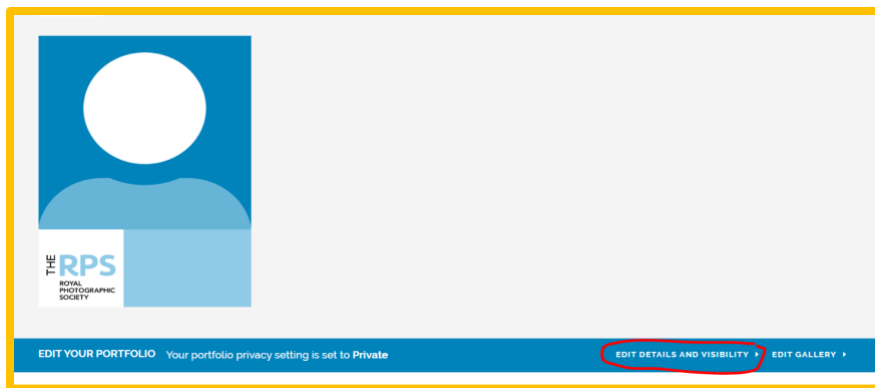 THE RPS
ROYAL
PHOTOGRAPHIC
SOCIETY
EDIT YOUR PORTFOLIO Your portfolio privacy setting is set to Private EDIT DETAILS AND VISIBILITY EDIT GALLERY